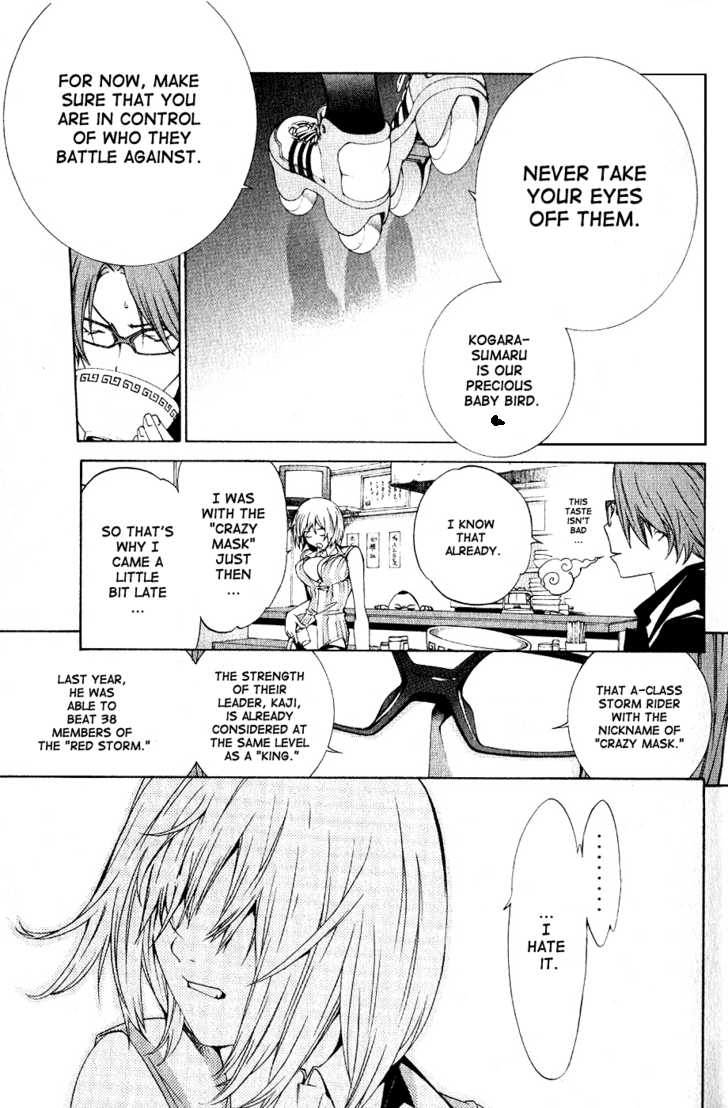 NEVER TAKE
YOUR EYES
OFF THEM.
KOGARA-
SUMARU
IS OUR
PRECIOUS
BABY BIRD.
FOR NOW, MAKE
SURE THAT YOU
ARE IN CONTROL
OF WHO THEY
BATTLE AGAINST.
THIS
TASTE
ISN'T
BAD
...
I KNOW
THAT
ALREADY.
I WAS
WITH THE
"CRAZY
MASK"
JUST
THEN
...
SO THAT'S
WHY I
CAME A
LITTLE
BIT LATE
...
THAT A-CLASS
STORM RIDER
WITH THE
NICKNAME OF
"CRAZY MASK."
THE STRENGTH
OF THEIR
LEADER, KAJI,
IS ALREADY
CONSIDERED AT
THE SAME LEVEL
AS A "KING."
LAST YEAR,
HE WAS
ABLE TO
BEAT 38
MEMBERS OF
THE "RED STORM."
........
...
I
HATE
IT.